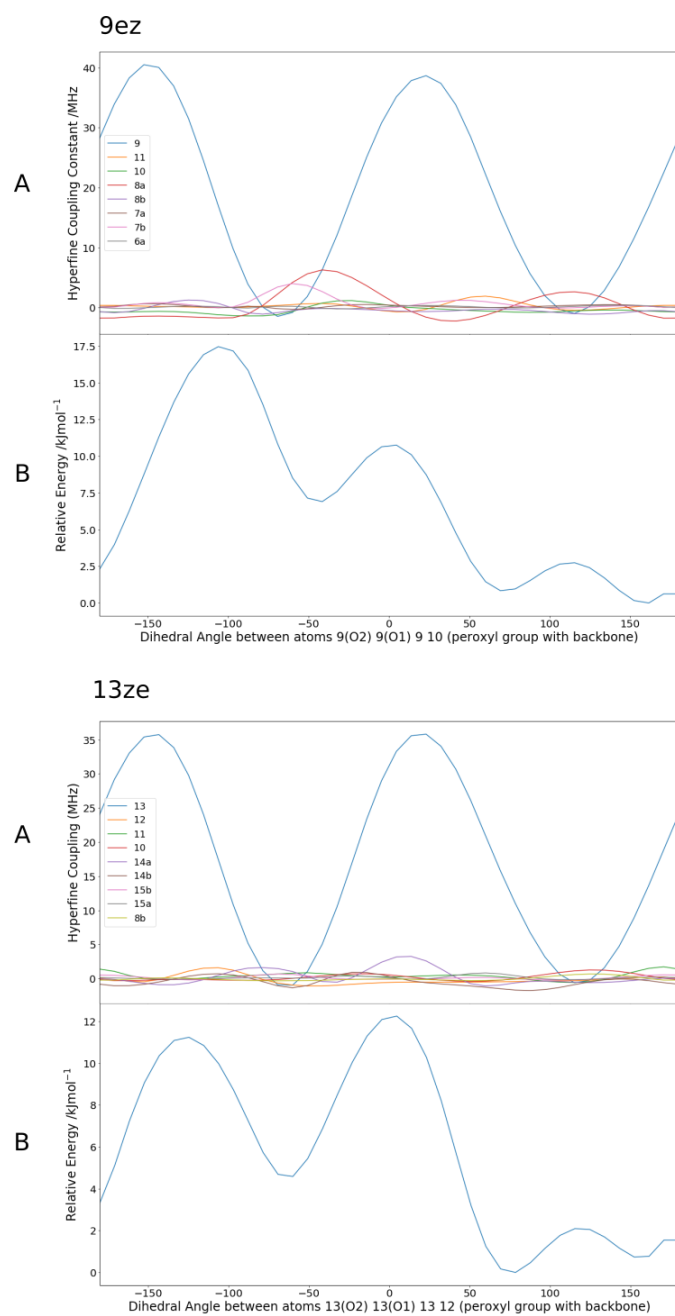 9ez
A
Hyperfine Coupling Constant /MHz
40
30
20
10
0
9
11
10
8a
8b
7a
7b
6a
B
Relative Energy /kJmol⁻¹
17.5
15.0
12.5
10.0
7.5
5.0
2.5
0.0
−150 −100 −50 0 50 100 150
Dihedral Angle between atoms 9(O2) 9(O1) 9 10 (peroxyl group with backbone)
13ze
A
Hyperfine Coupling (MHz)
35
30
25
20
15
10
5
0
13
12
11
10
14a
14b
15b
15a
8b
B
Relative Energy /kJmol⁻¹
12
10
8
6
4
2
0
−150 −100 −50 0 50 100 150
Dihedral Angle between atoms 13(O2) 13(O1) 13 12 (peroxyl group with backbone)